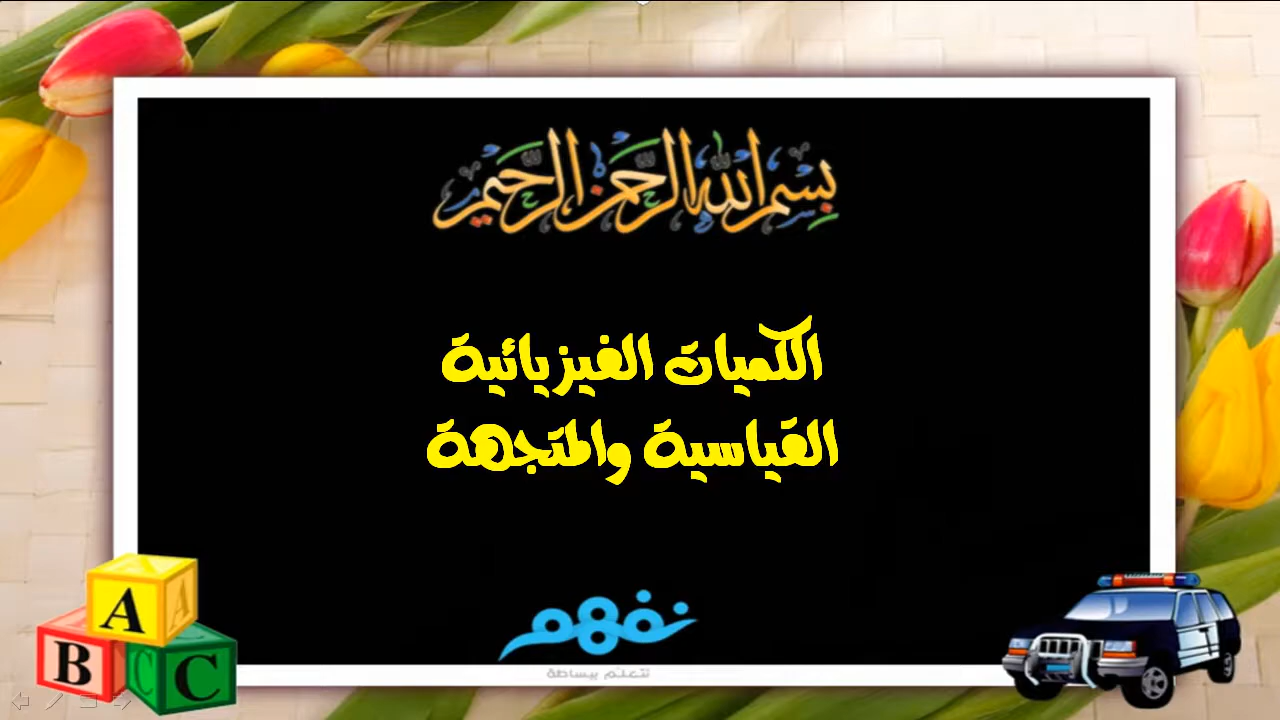 بسم الله الرحمن الرحيم
الكميات الفيزيائية
القياسية والمتجهة
نفهم
نتعلم ببساطة
A
A
B
C
C